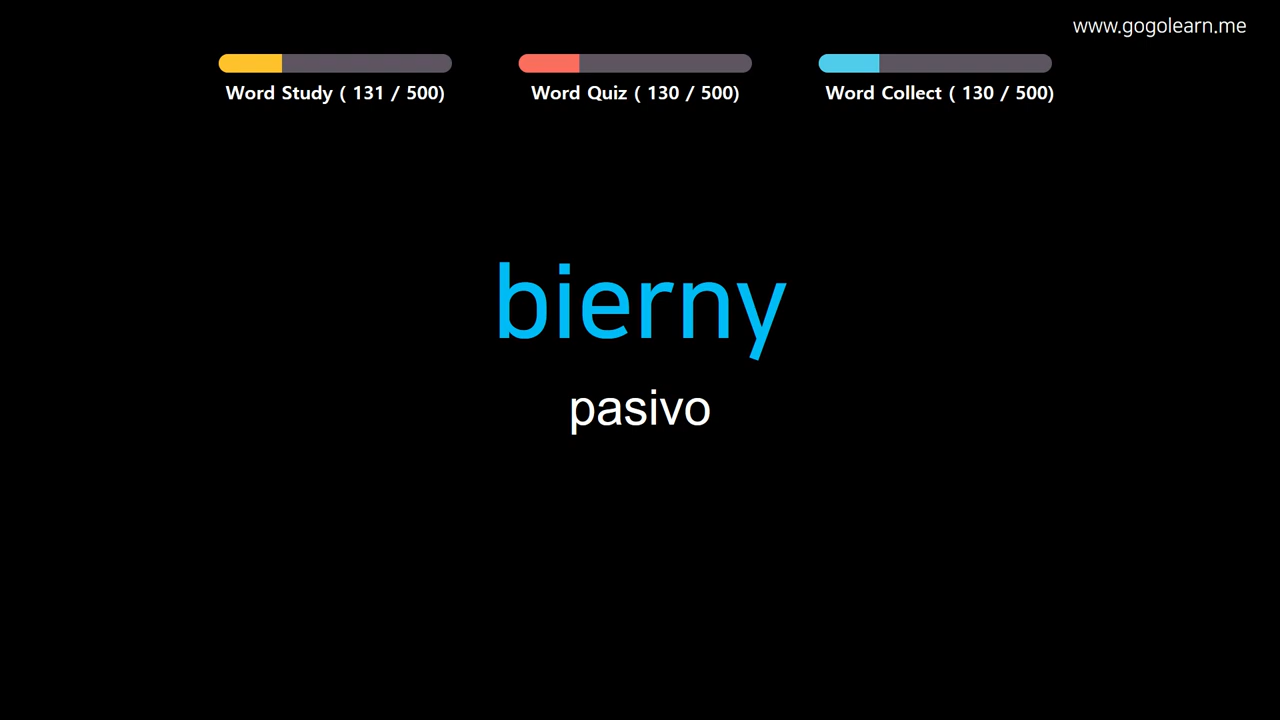 www.gogolearn.me
Word Study ( 131 / 500)
Word Quiz ( 130 / 500)
Word Collect ( 130 / 500)
bierny
pasivo